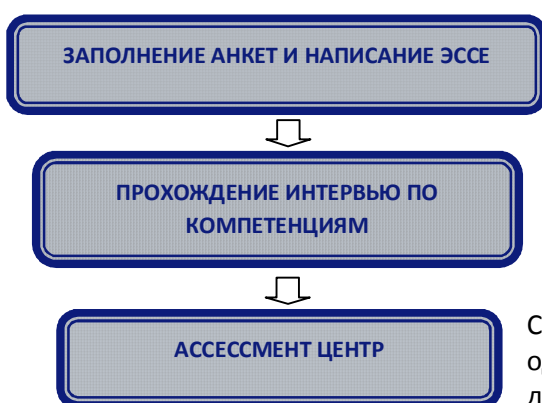 ЗАПОЛНЕНИЕ АНКЕТ И НАПИСАНИЕ ЭССЕ
ПРОХОЖДЕНИЕ ИНТЕРВЬЮ ПО
КОМПЕТЕНЦИЯМ
АССЕССМЕНТ ЦЕНТР